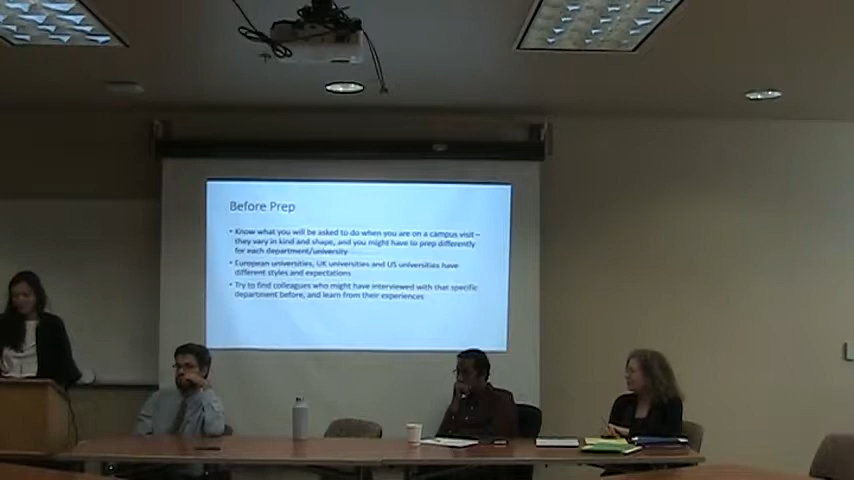 Before Prep
• Know what you will be asked to do when you are on a campus visit –
they vary in kind and shape, and you might have to prep differently
for each department/university
• European universities, UK universities and US universities have
different styles and expectations
• Try to find colleagues who might have interviewed with that specific
department before, and learn from their experiences